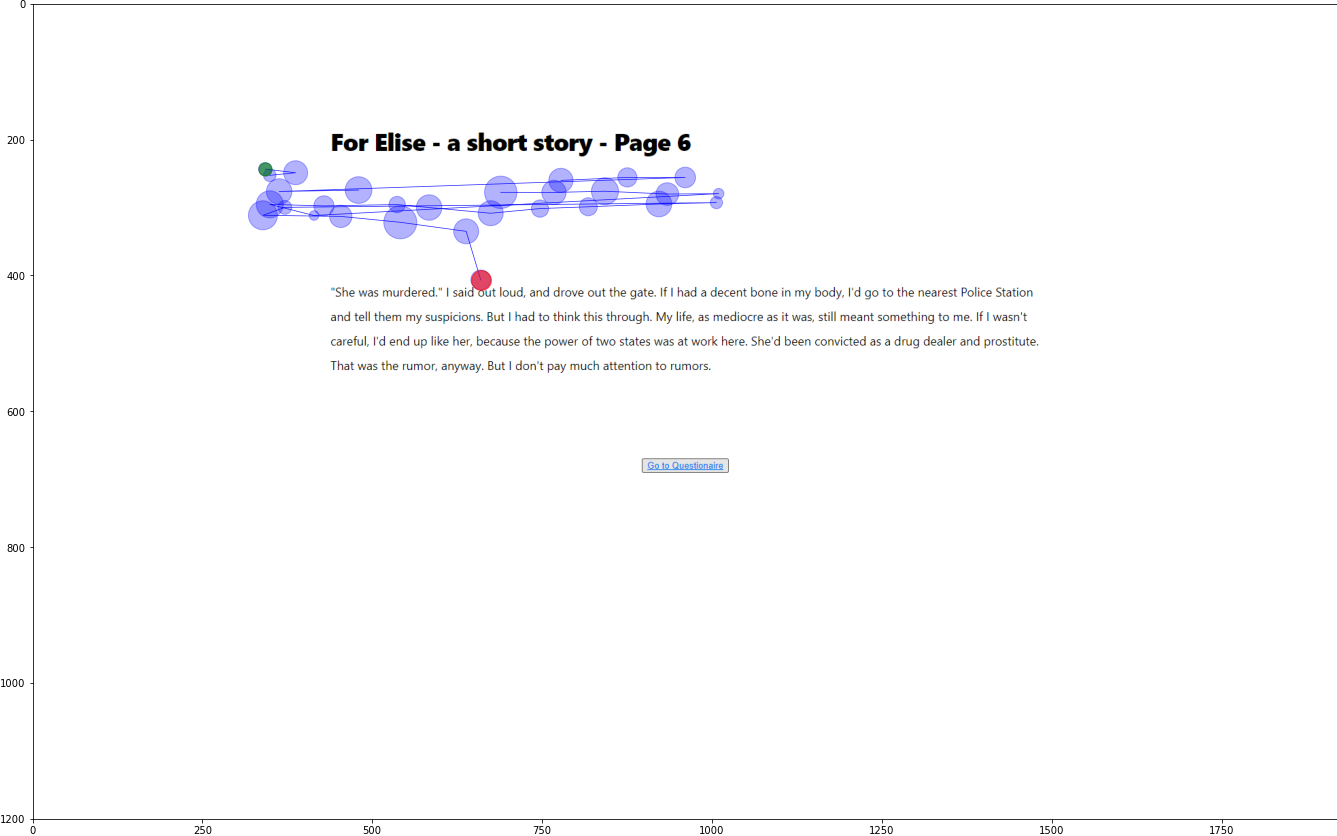 0
200
For Elise - a short story - Page 6
400
"She was murdered." I said out loud, and drove out the gate. If I had a decent bone in my body, I'd go to the nearest Police Station
and tell them my suspicions. But I had to think this through. My life, as mediocre as it was, still meant something to me. If I wasn't
careful, I'd end up like her, because the power of two states was at work here. She'd been convicted as a drug dealer and prostitute.
That was the rumor, anyway. But I don't pay much attention to rumors.
600
Go to Questionaire
800
1000
1200
0 250 500 750 1000 1250 1500 1750